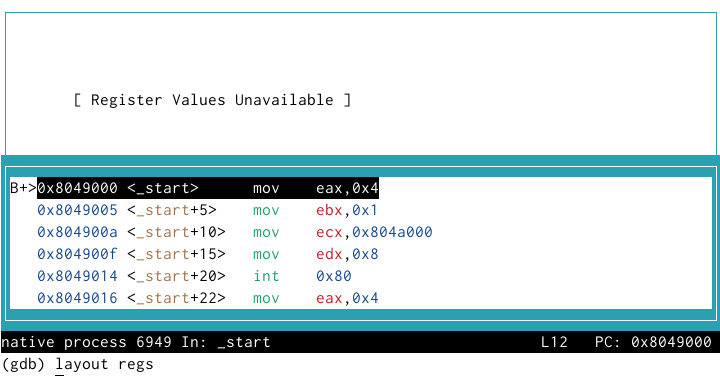 [ Register Values Unavailable ]
B+>0x8049000 <_start>      mov    eax,0x4
0x8049005 <_start+5>    mov    ebx,0x1
0x804900a <_start+10>   mov    ecx,0x804a000
0x804900f <_start+15>   mov    edx,0x8
0x8049014 <_start+20>   int    0x80
0x8049016 <_start+22>   mov    eax,0x4
native process 6949 In: _start                              L12   PC: 0x8049000
(gdb) layout regs